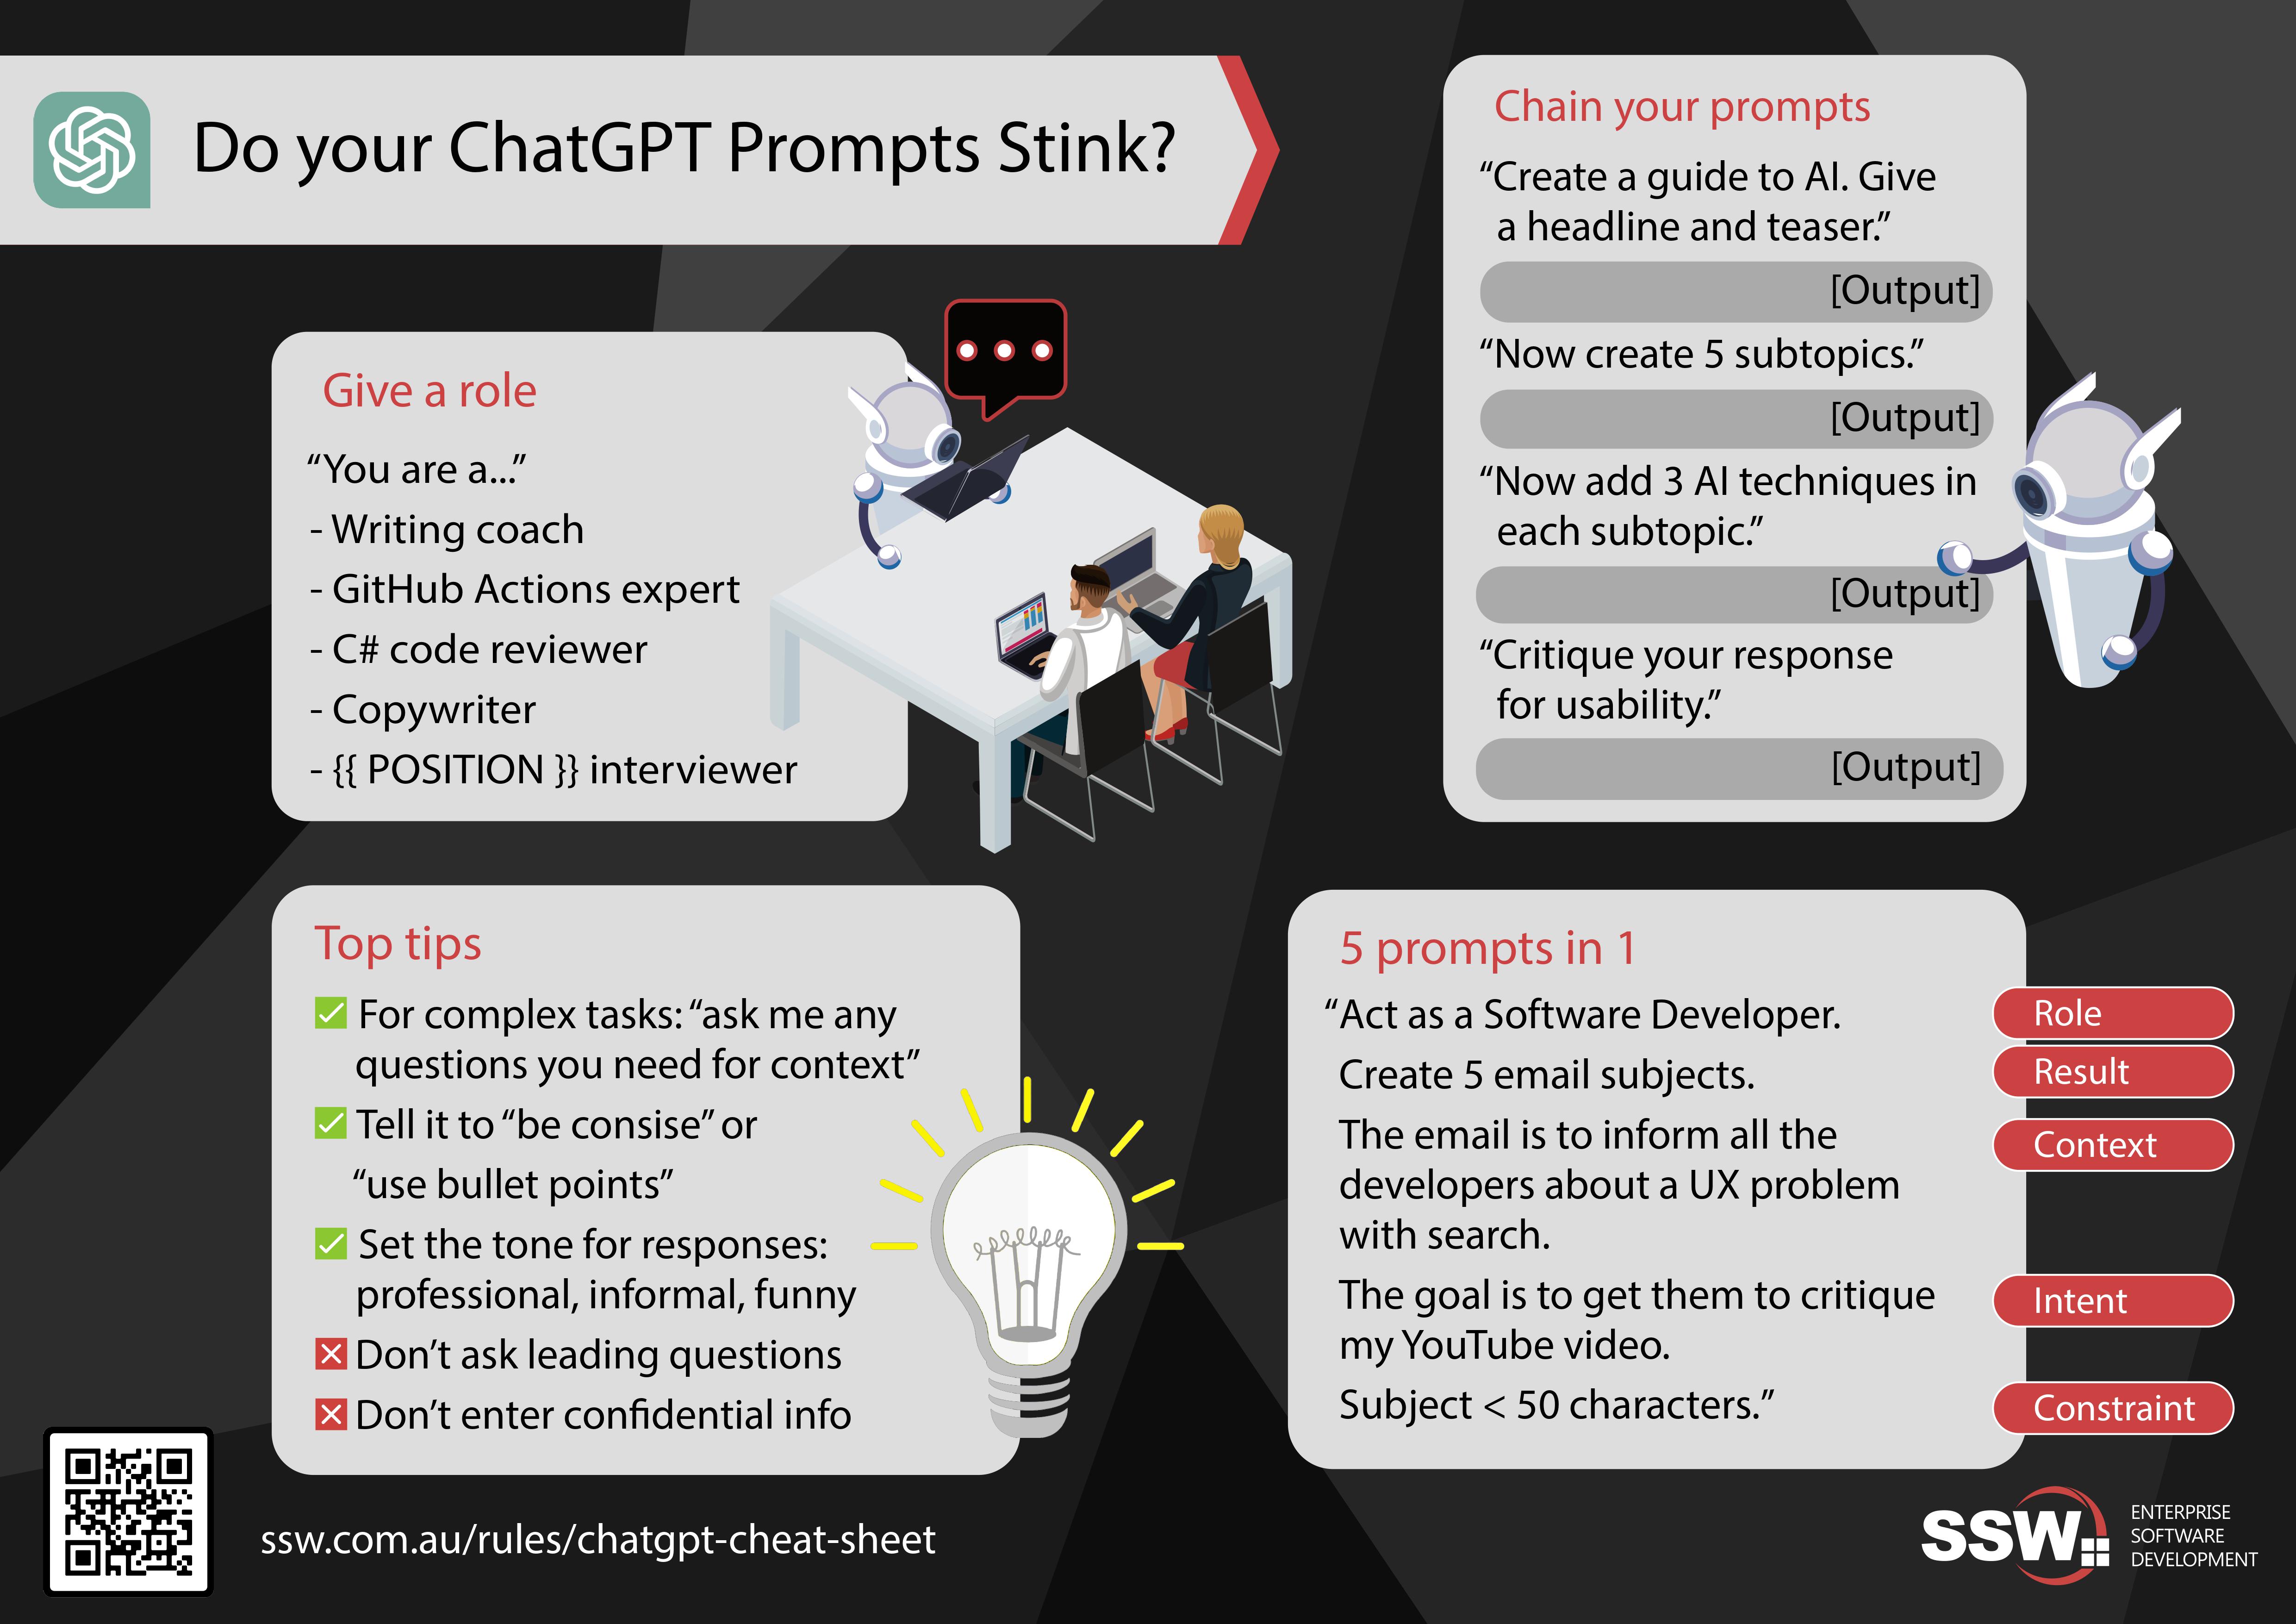 Do your ChatGPT Prompts Stink?
Give a role
“You are a...”
- Writing coach
- GitHub Actions expert
- C# code reviewer
- Copywriter
- {{ POSITION }} interviewer
Chain your prompts
“Create a guide to AI. Give
a headline and teaser.”
[Output]
“Now create 5 subtopics.”
[Output]
“Now add 3 AI techniques in
each subtopic.”
[Output]
“Critique your response
for usability.”
[Output]
Top tips
For complex tasks: “ask me any
questions you need for context”
Tell it to “be consise” or
“use bullet points”
Set the tone for responses:
professional, informal, funny
Don’t ask leading questions
Don’t enter confidential info
5 prompts in 1
“Act as a Software Developer.
Role
Create 5 email subjects.
Result
The email is to inform all the
Context
developers about a UX problem
with search.
The goal is to get them to critique
Intent
my YouTube video.
Subject < 50 characters.”
Constraint
ssw.com.au/rules/chatgpt-cheat-sheet
SSW
ENTERPRISE
SOFTWARE
DEVELOPMENT